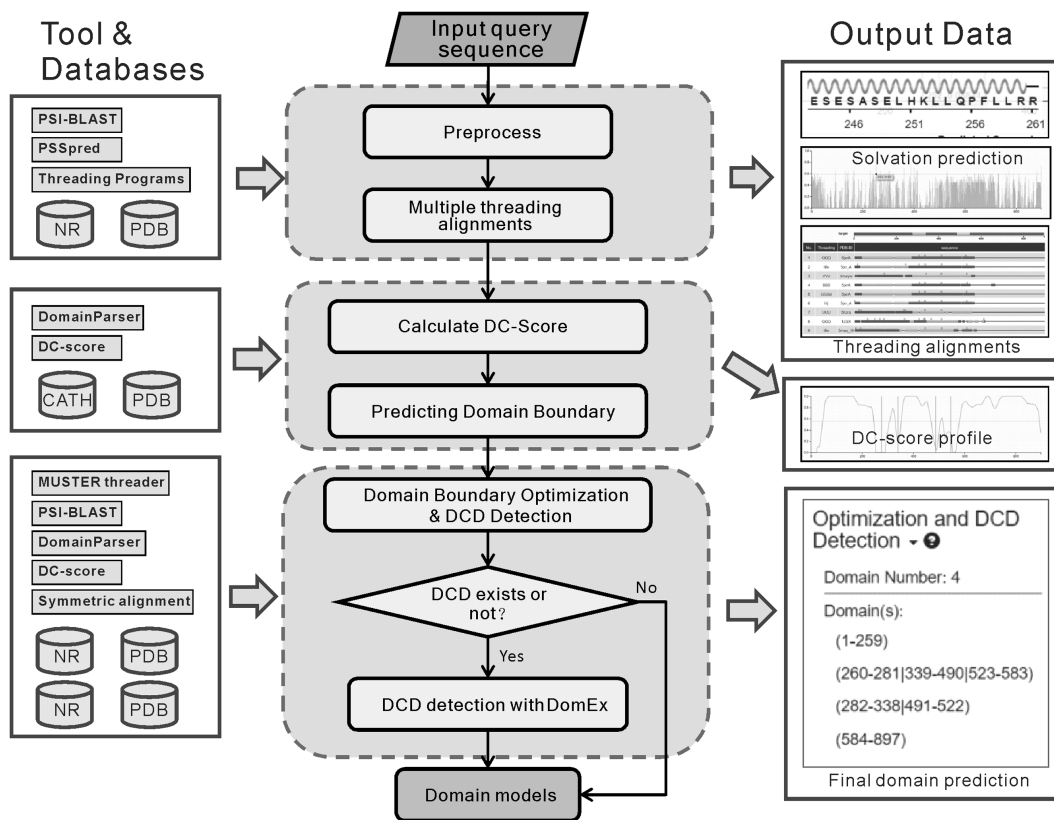 Tool &
Databases
Input query
sequence
Output Data
PSI-BLAST
PSSpred
Threading Programs
NR
PDB
Preprocess
Multiple threading
alignments
E S E S A S E L H K L L Q P F L L R R
246 251 256 261
Solvation prediction
Threading alignments
DomainParser
DC-score
CATH
PDB
Calculate DC-Score
Predicting Domain Boundary
DC-score profile
MUSTER threader
PSI-BLAST
DomainParser
DC-score
Symmetric alignment
NR
PDB
NR
PDB
Domain Boundary Optimization
& DCD Detection
DCD exists or
not?
No
Yes
DCD detection with DomEx
Domain models
Optimization and DCD
Detection
Domain Number: 4
Domain(s):
(1-259)
(260-281|339-490|523-583)
(282-338|491-522)
(584-897)
Final domain prediction